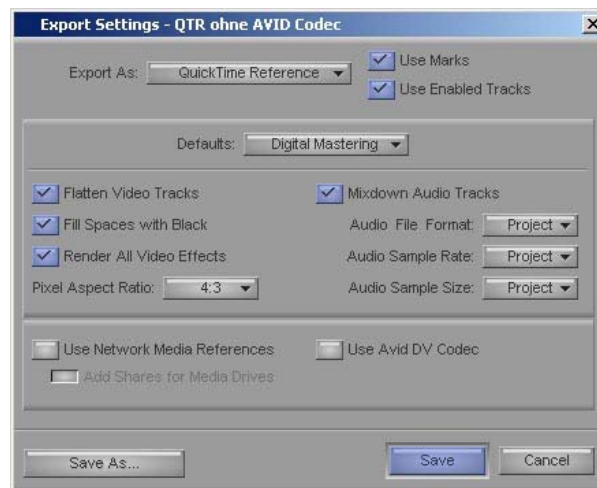 Export Settings - QTR ohne AVID Codec
Export As: QuickTime Reference
Use Marks
Use Enabled Tracks
Defaults: Digital Mastering
Flatten Video Tracks
Mixdown Audio Tracks
Fill Spaces with Black
Audio File Format: Project
Render All Video Effects
Audio Sample Rate: Project
Pixel Aspect Ratio: 4:3
Audio Sample Size: Project
Use Network Media References
Use Avid DV Codec
Add Shares for Media Drives
Save As...
Save
Cancel